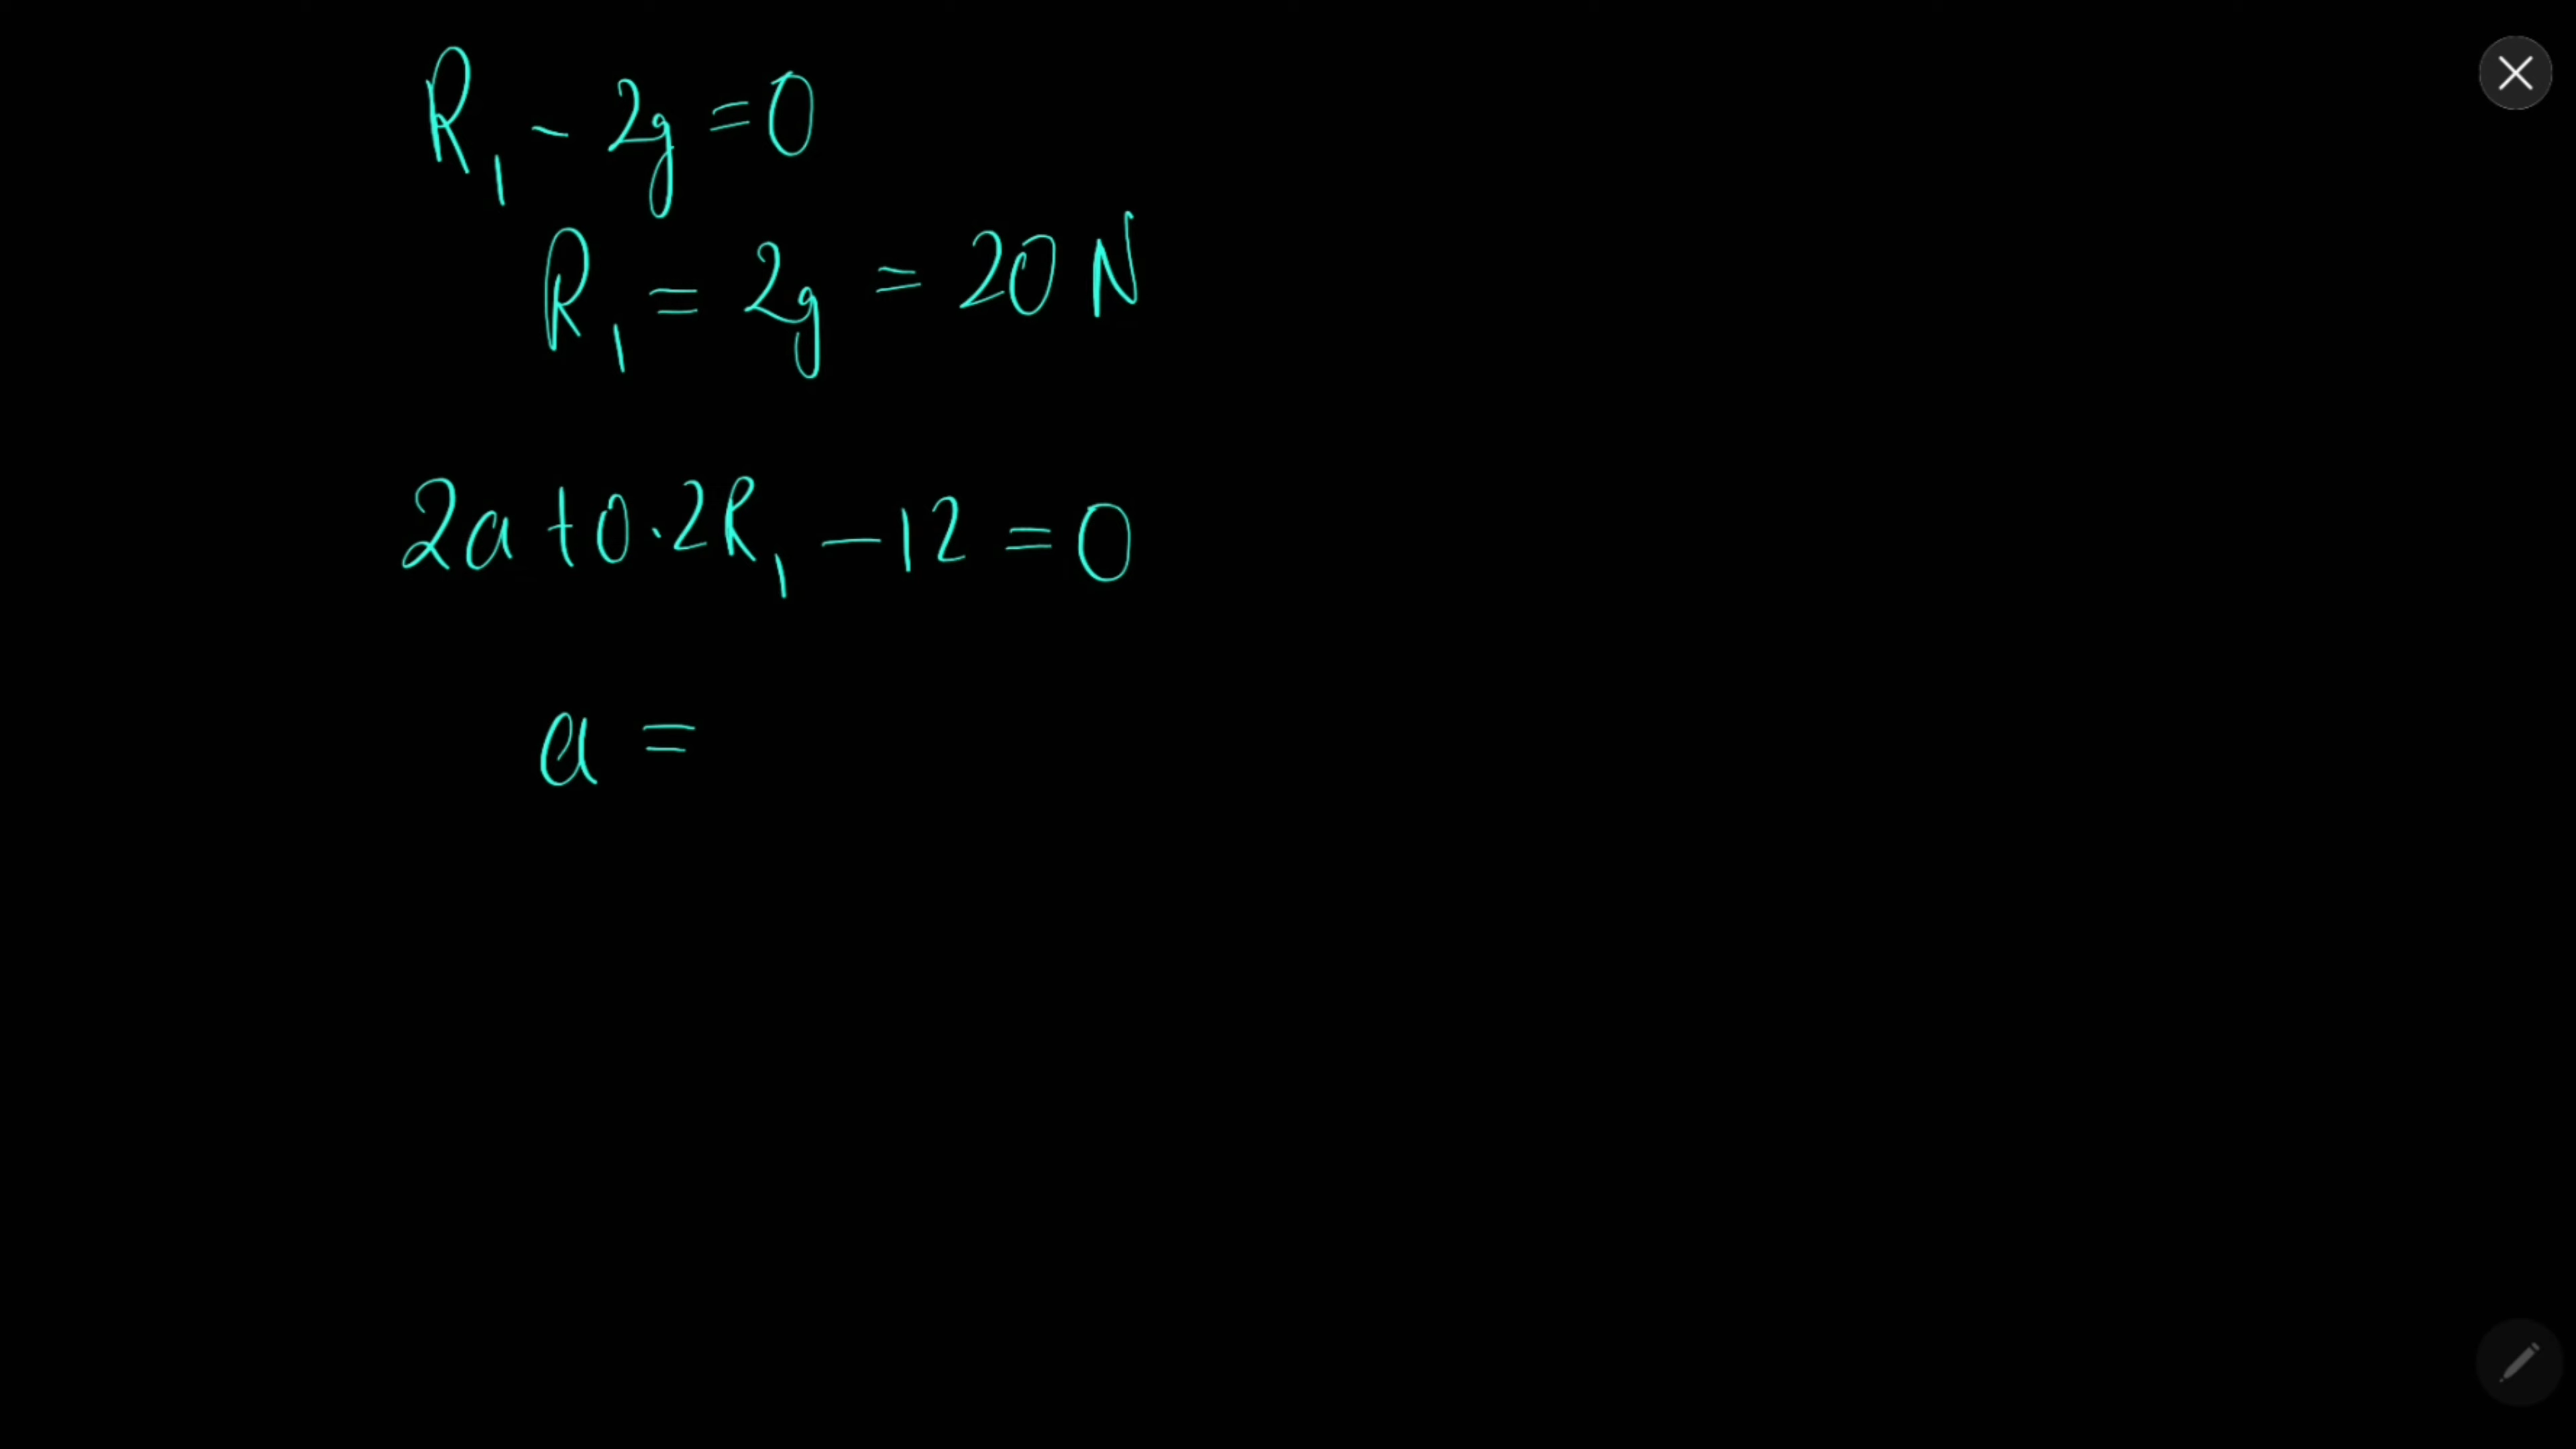 R₁ - 2g = 0
R₁ = 2g = 20 N
2a + 0.2R₁ - 12 = 0
a =